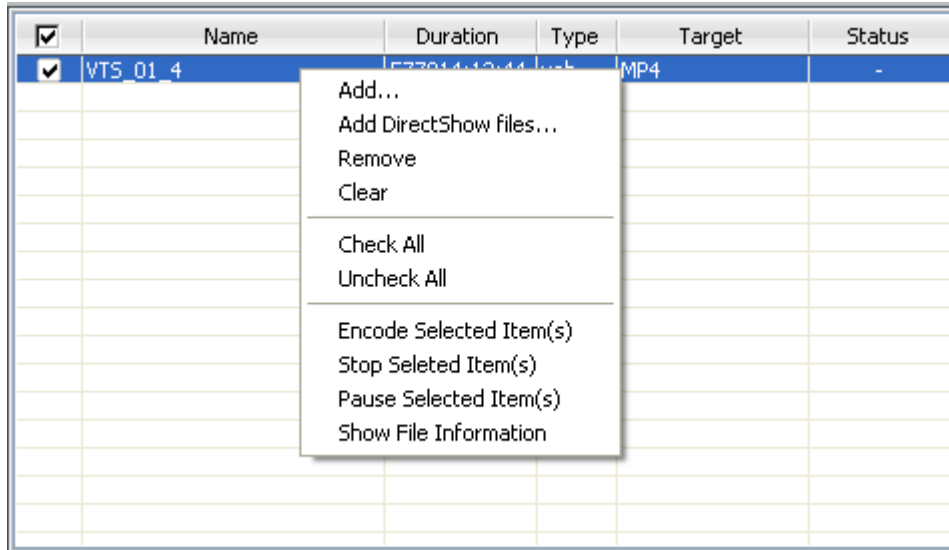 Name Duration Type Target Status
VTS_01_4 MP4 -
Add...
Add DirectShow files...
Remove
Clear
Check All
Uncheck All
Encode Selected Item(s)
Stop Seleted Item(s)
Pause Selected Item(s)
Show File Information